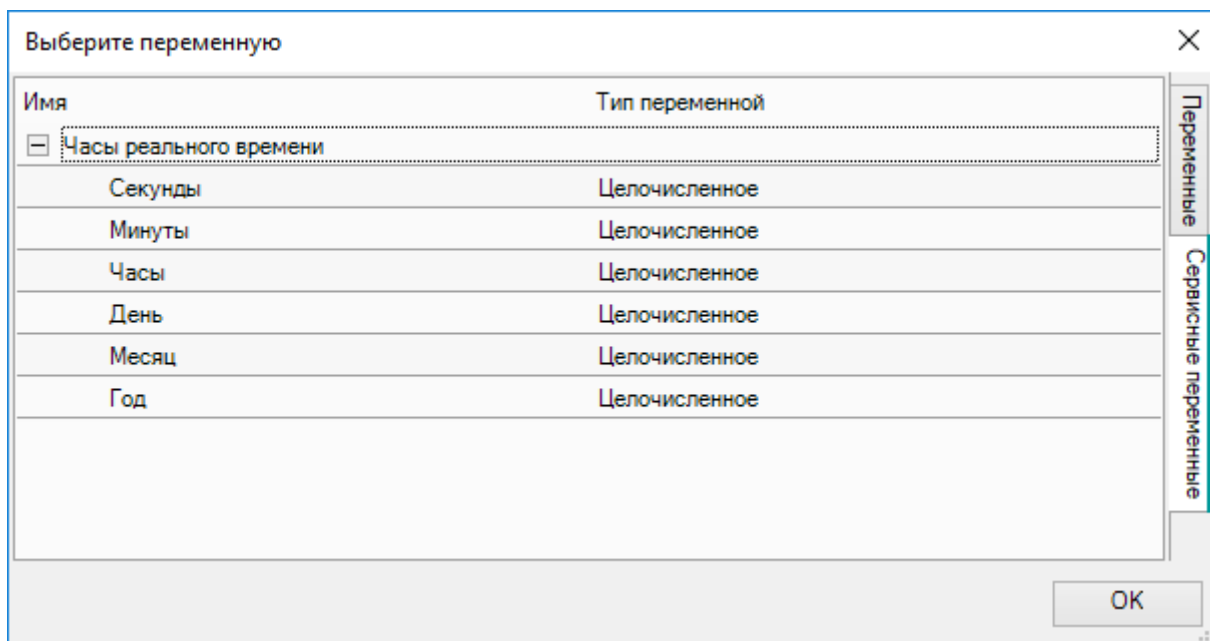 Выберите переменную
Имя Тип переменной
Часы реального времени
Секунды Целочисленное
Минуты Целочисленное
Часы Целочисленное
День Целочисленное
Месяц Целочисленное
Год Целочисленное
Переменные
Сервисные переменные
OK